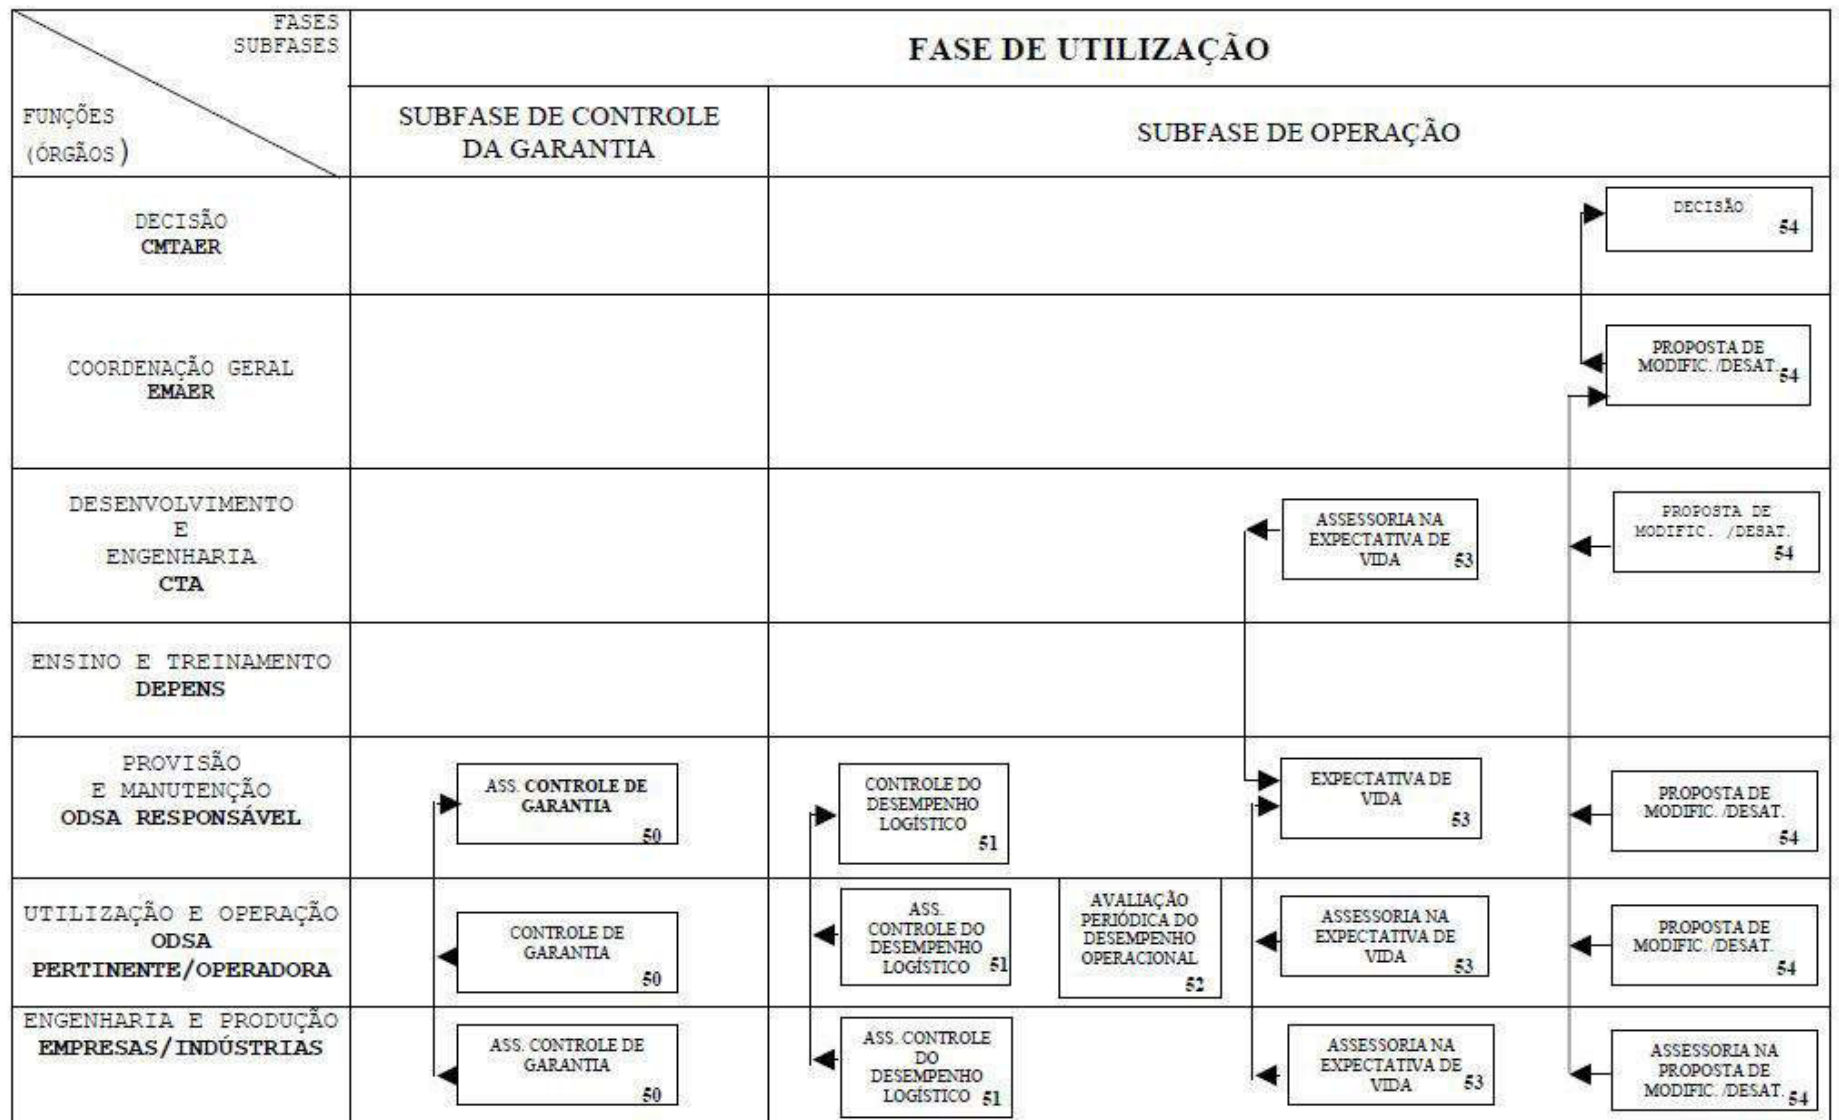 FASES
SUBFASES
FUNÇÕES
(ÓRGÃOS)
FASE DE UTILIZAÇÃO
SUBFASE DE CONTROLE
DA GARANTIA
SUBFASE DE OPERAÇÃO
DECISÃO
CMTAER
DECISÃO
54
COORDENAÇÃO GERAL
EMAER
PROPOSTA DE
MODIFIC. /DESAT.
54
DESENVOLVIMENTO
E
ENGENHARIA
CTA
ASSESSORIA NA
EXPECTATIVA DE
VIDA
53
PROPOSTA DE
MODIFIC. /DESAT.
54
ENSINO E TREINAMENTO
DEPENS
PROVISÃO
E MANUTENÇÃO
ODSA RESPONSÁVEL
ASS. CONTROLE DE
GARANTIA
50
CONTROLE DO
DESEMPENHO
LOGÍSTICO
51
EXPECTATIVA DE
VIDA
53
PROPOSTA DE
MODIFIC. /DESAT.
54
UTILIZAÇÃO E OPERAÇÃO
ODSA
PERTINENTE/OPERADORA
CONTROLE DE
GARANTIA
50
ASS.
CONTROLE DO
DESEMPENHO
LOGÍSTICO 51
AVALIAÇÃO
PERIÓDICA DO
DESEMPENHO
OPERACIONAL
52
ASSESSORIA NA
EXPECTATIVA DE
VIDA
53
PROPOSTA DE
MODIFIC. /DESAT.
54
ENGENHARIA E PRODUÇÃO
EMPRESAS/INDÚSTRIAS
ASS. CONTROLE DE
GARANTIA
50
ASS. CONTROLE
DO
DESEMPENHO
LOGÍSTICO 51
ASSESSORIA NA
EXPECTATIVA DE
VIDA 53
ASSESSORIA NA
PROPOSTA DE
MODIFIC. /DESAT. 54